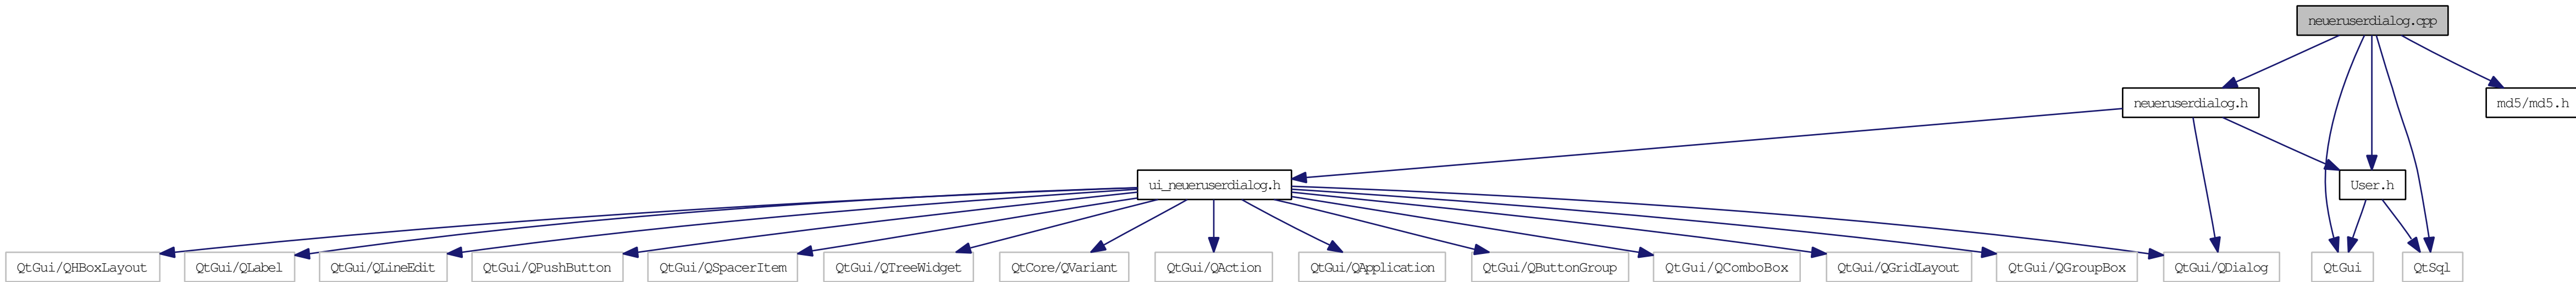 neueruserdialog.cpp
neueruserdialog.h
md5/md5.h
ui_neueruserdialog.h
User.h
QtGui/QHBoxLayout
QtGui/QLabel
QtGui/QLineEdit
QtGui/QPushButton
QtGui/QSpacerItem
QtGui/QTreeWidget
QtCore/QVariant
QtGui/QAction
QtGui/QApplication
QtGui/QButtonGroup
QtGui/QComboBox
QtGui/QGridLayout
QtGui/QGroupBox
QtGui/QDialog
QtGui
QtSql